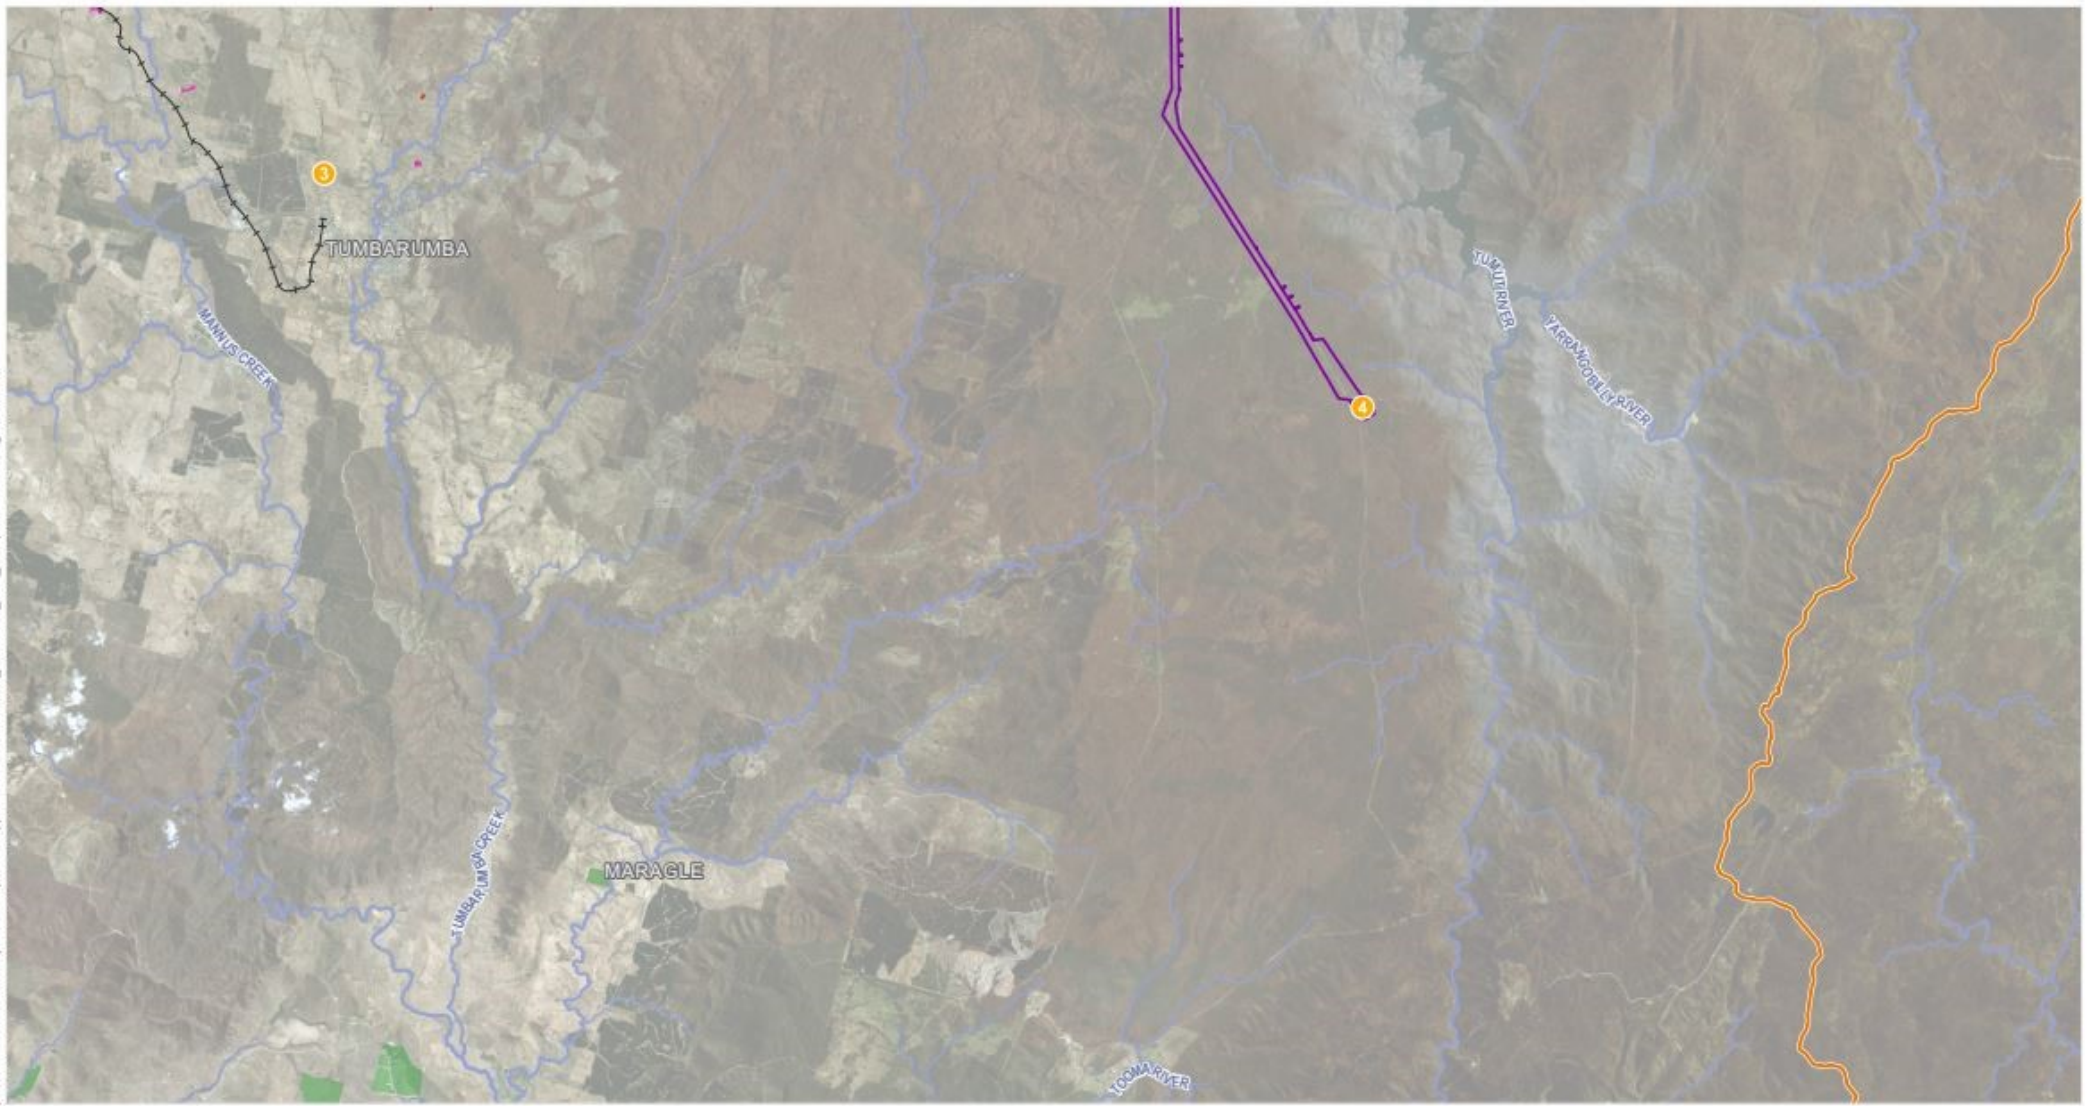 3
TUMBARUMBA
TUMUT RIVER
MANNUS CREEK
YARRANGOBILLY RIVER
4
TUMBARUMBA CREEK
MARAGLE
TOOMA RIVER